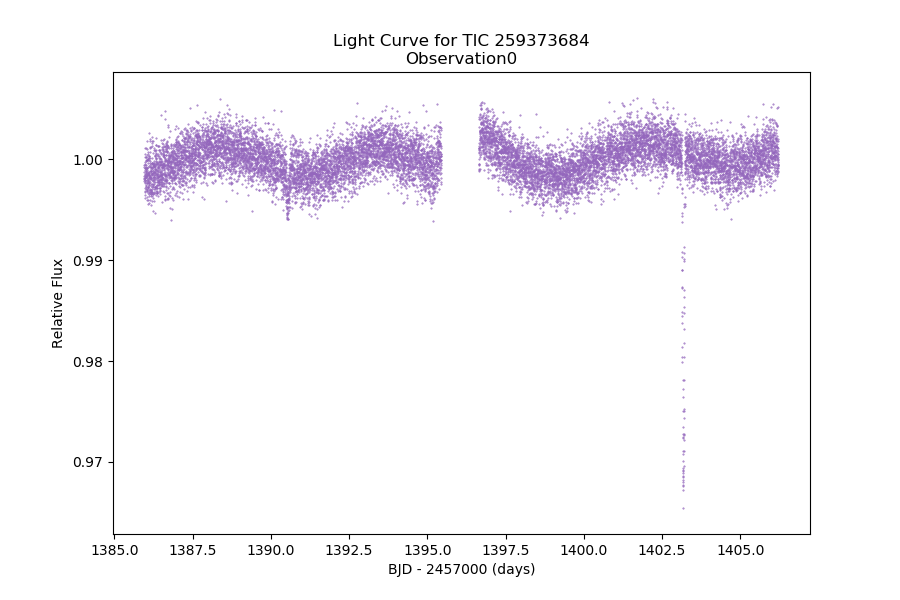 Light Curve for TIC 259373684
Observation0
1.00
0.99
0.98
0.97
Relative Flux
1385.0 1387.5 1390.0 1392.5 1395.0 1397.5 1400.0 1402.5 1405.0
BJD - 2457000 (days)